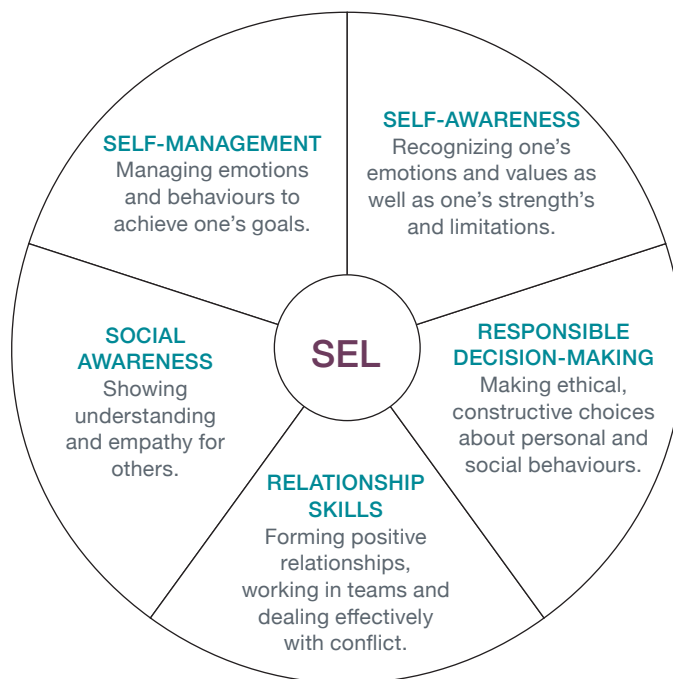 SELF-MANAGEMENT
Managing emotions
and behaviours to
achieve one’s goals.
SELF-AWARENESS
Recognizing one’s
emotions and values as
well as one’s strength’s
and limitations.
SOCIAL
AWARENESS
Showing
understanding
and empathy for
others.
SEL
RESPONSIBLE
DECISION-MAKING
Making ethical,
constructive choices
about personal and
social behaviours.
RELATIONSHIP
SKILLS
Forming positive
relationships,
working in teams and
dealing effectively
with conflict.